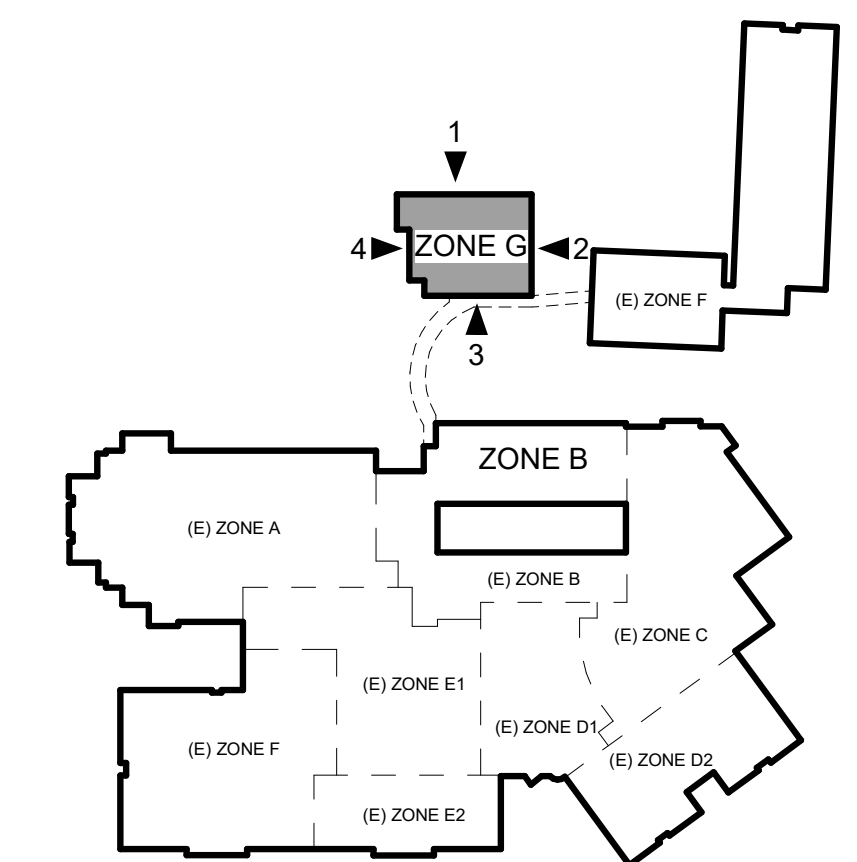 1
4 ZONE G 2
(E) ZONE F
3
ZONE B
(E) ZONE A
(E) ZONE B
(E) ZONE C
(E) ZONE E1
(E) ZONE D1
(E) ZONE F
(E) ZONE D2
(E) ZONE E2